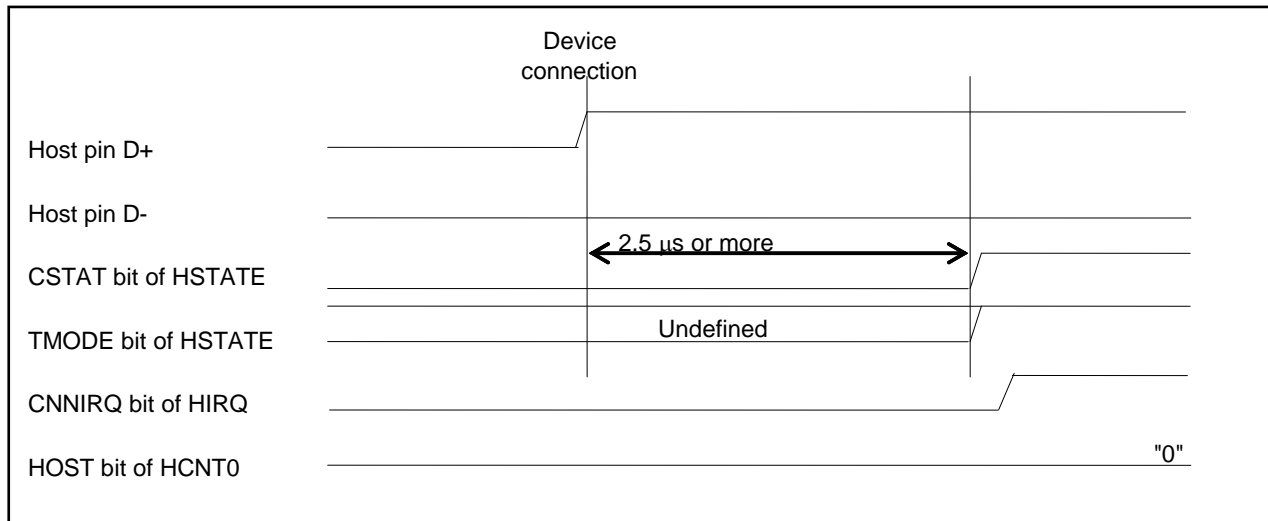 Device
connection
Host pin D+
Host pin D-
2.5 μs or more
CSTAT bit of HSTATE
Undefined
TMODE bit of HSTATE
CNNIRQ bit of HIRQ
"0"
HOST bit of HCNT0